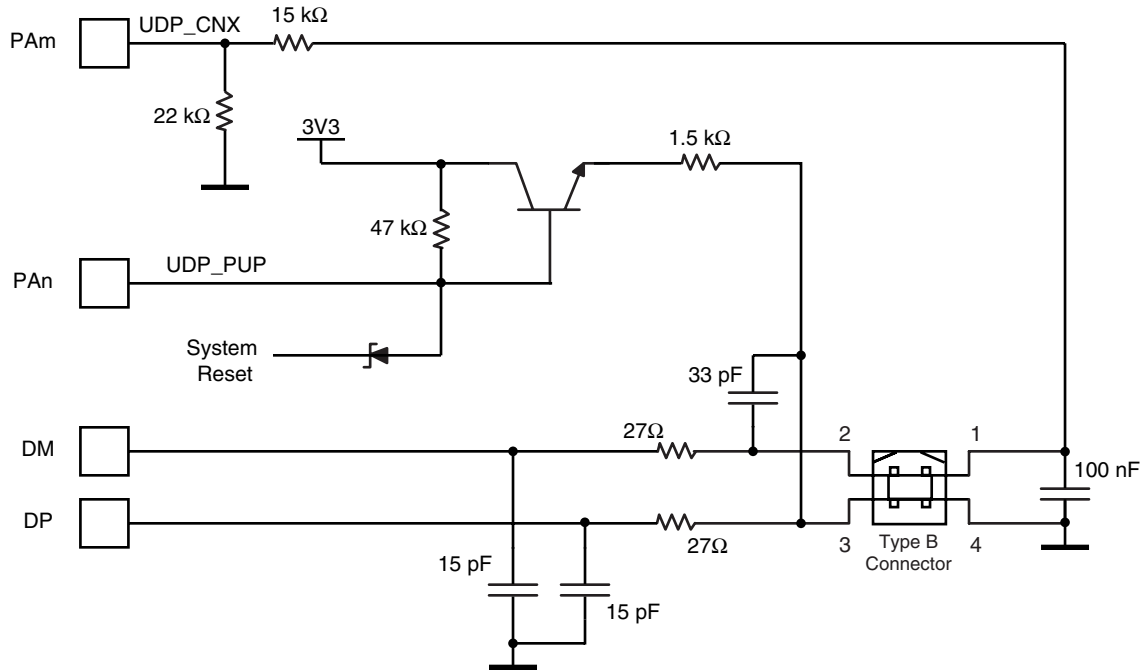 PAm
UDP_CNX
15 kΩ
22 kΩ
3V3
1.5 kΩ
47 kΩ
PAn
UDP_PUP
System
Reset
33 pF
27Ω
DM
2
1
100 nF
DP
27Ω
3
Type B
Connector
4
15 pF
15 pF